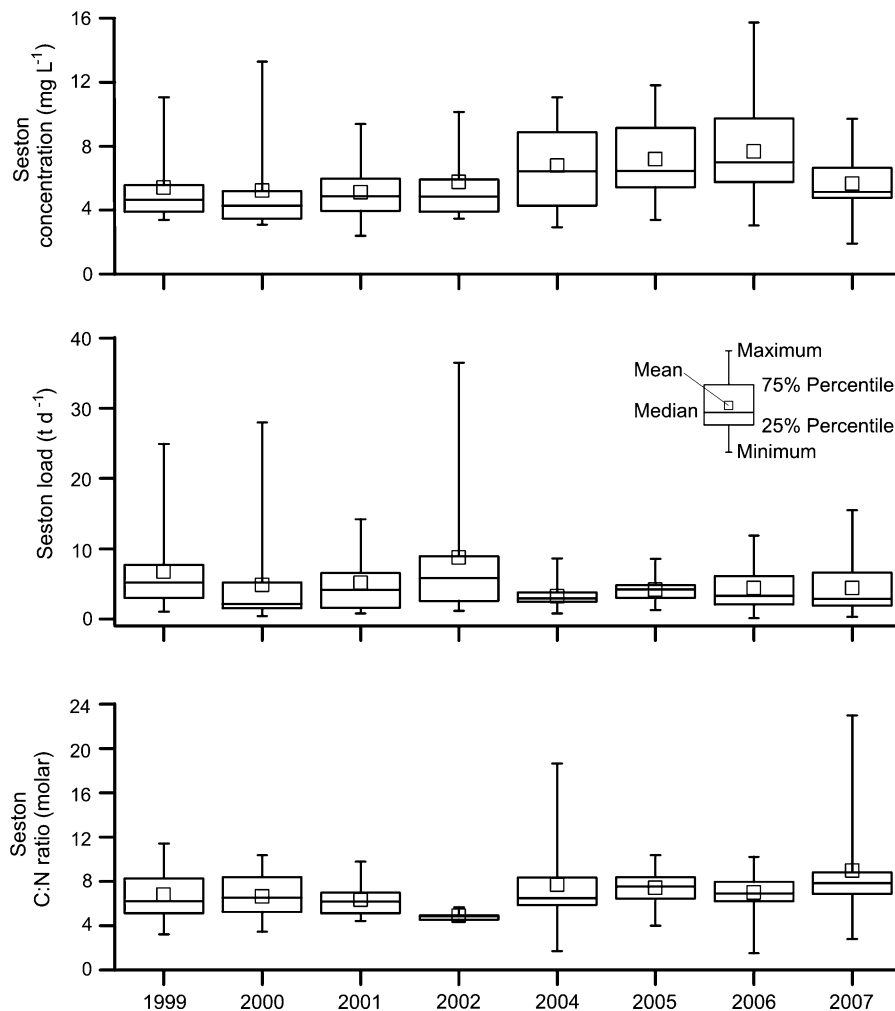 Seston
concentration (mg L⁻¹)
16
12
8
4
0
Seston load (t d ⁻¹)
40
30
20
10
0
Mean
Median
Maximum
75% Percentile
25% Percentile
Minimum
Seston
C:N ratio (molar)
24
20
16
12
8
4
0
1999 2000 2001 2002 2004 2005 2006 2007